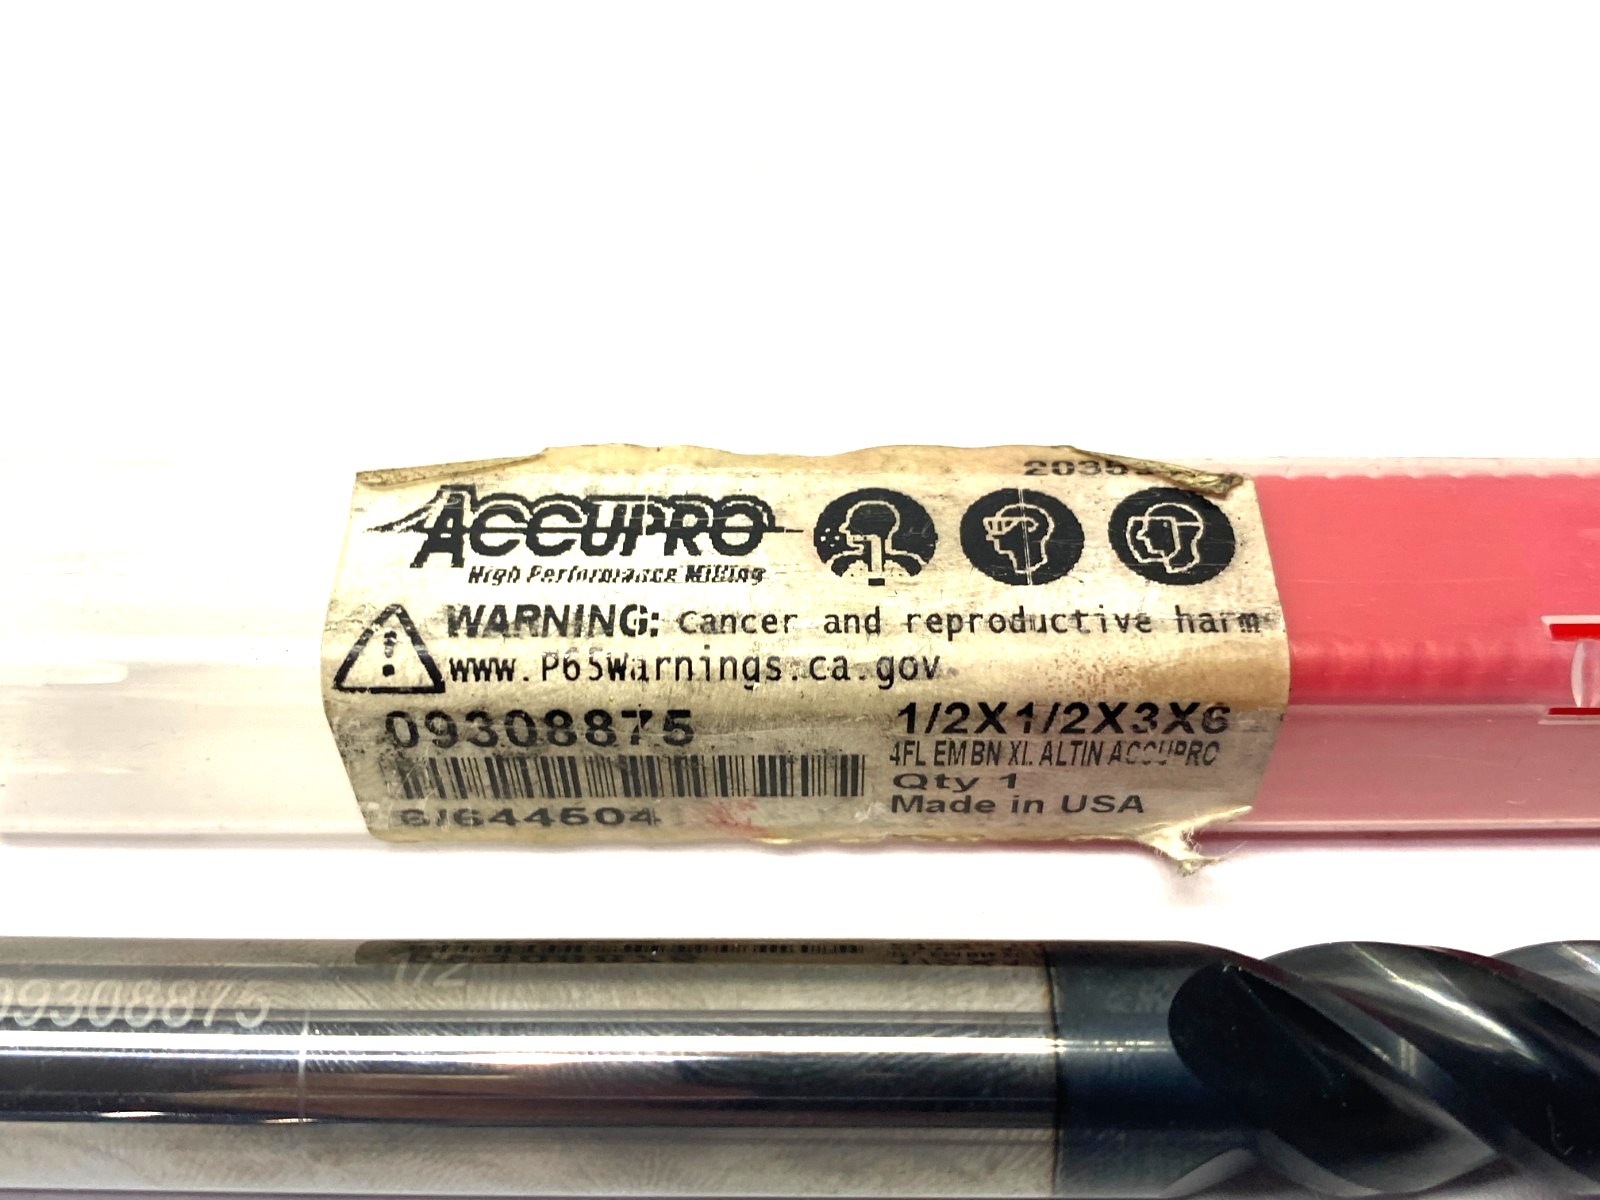 ACCUPRO
High Performance Milling
WARNING: Cancer and reproductive harm
www.P65Warnings.ca.gov
09308875
1/2X1/2X3X6
4FL EM BN XL ALTIN ACCUPRO
Qty 1
Made in USA
09308875
1/2